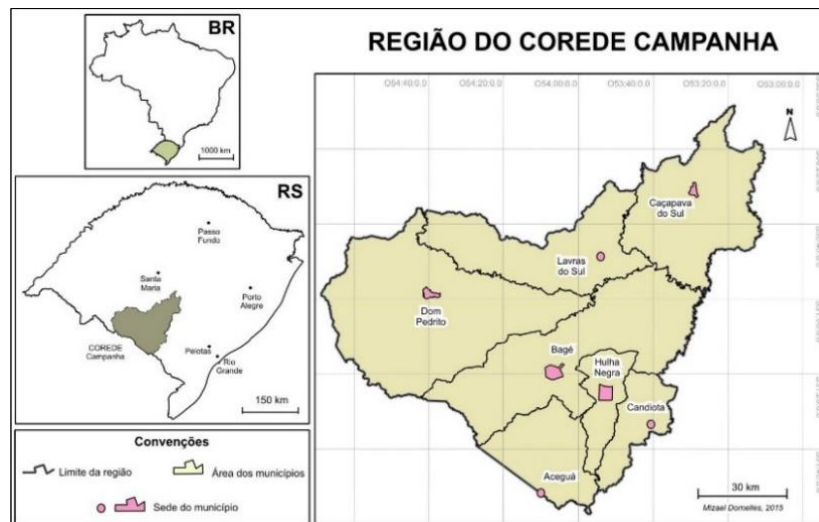 BR
1000 km
REGIÃO DO COREDE CAMPANHA
O54:40:0.0
O54:20:0.0
O54:00:0.0
O53:40:0.0
O53:20:0.0
O53:00:0.0
N
RS
Passo
Fundo
Santa
Maria
Porto
Alegre
COREDE
Campanha
Pelotas
Rio
Grande
150 km
Caçapava
do Sul
Lavras
do Sul
Dom
Pedrito
Bagé
Hulha
Negra
Candiota
Aceguá
30 km
Mizael Dornelles, 2015
Convenções
Limite da região
Área dos municípios
Sede do município